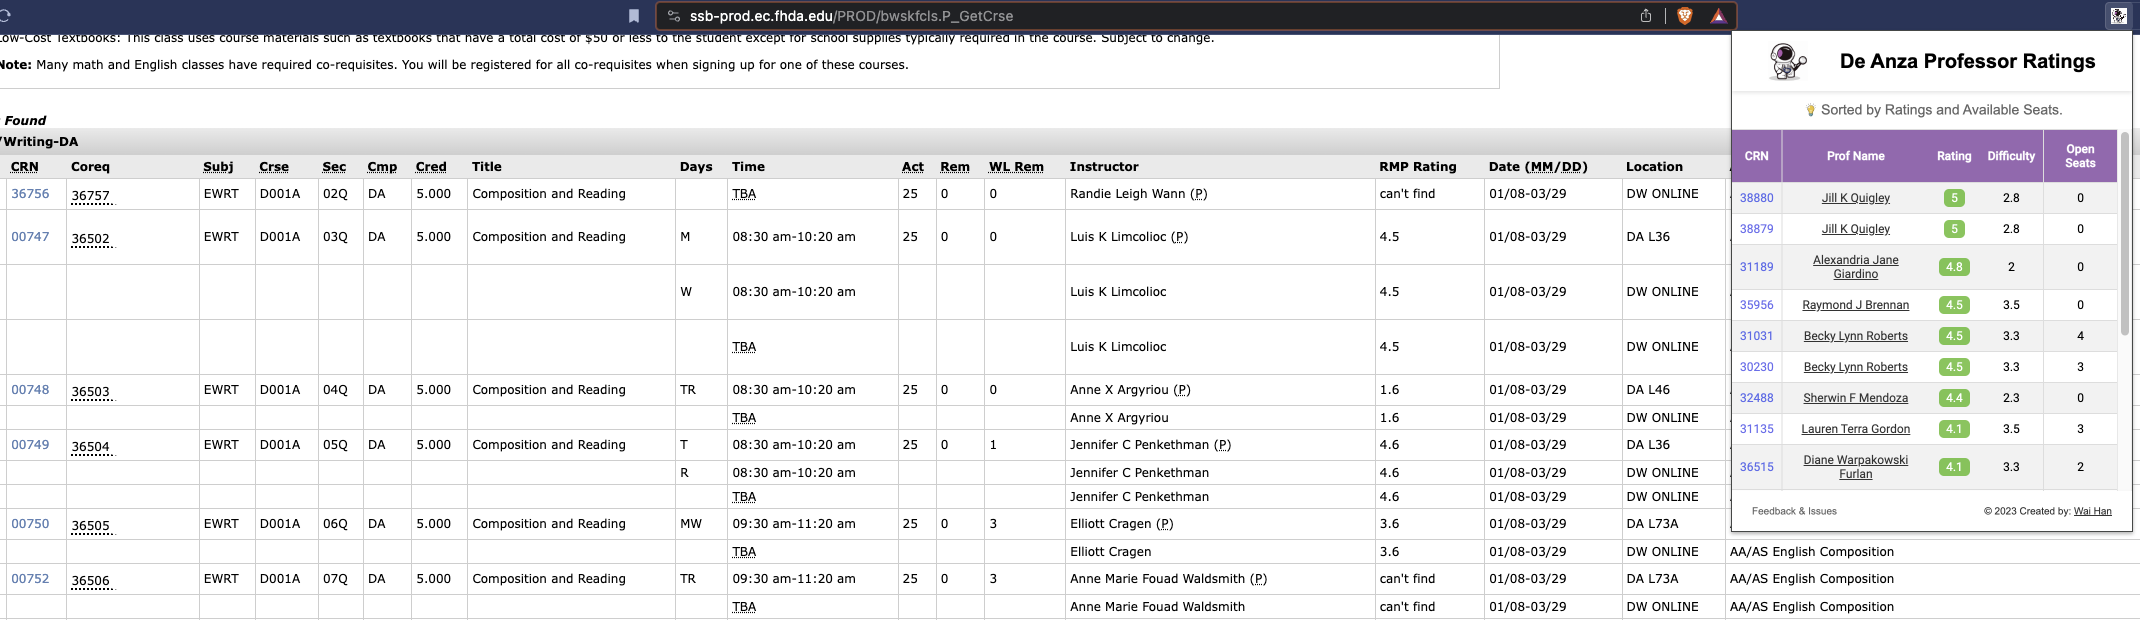 ssb-prod.ec.fhda.edu/PROD/bwskfcls.P_GetCrse
Low-Cost Textbooks: This class uses course materials such as textbooks that have a total cost of $50 or less to the student except for school supplies typically required in the course. Subject to change.
Note: Many math and English classes have required co-requisites. You will be registered for all co-requisites when signing up for one of these courses.
Found
/Writing-DA
CRN Coreq Subj Crse Sec Cmp Cred Title Days Time Act Rem WL Rem Instructor RMP Rating Date (MM/DD) Location
36756 36757 EWRT D001A 02Q DA 5.000 Composition and Reading TBA 25 0 0 Randie Leigh Wann (P) can't find 01/08-03/29 DW ONLINE
00747 36502 EWRT D001A 03Q DA 5.000 Composition and Reading M 08:30 am-10:20 am 25 0 0 Luis K Limcolioc (P) 4.5 01/08-03/29 DA L36
W 08:30 am-10:20 am Luis K Limcolioc 4.5 01/08-03/29 DW ONLINE
TBA Luis K Limcolioc 4.5 01/08-03/29 DW ONLINE
00748 36503 EWRT D001A 04Q DA 5.000 Composition and Reading TR 08:30 am-10:20 am 25 0 0 Anne X Argyriou (P) 1.6 01/08-03/29 DA L46
TBA Anne X Argyriou 1.6 01/08-03/29 DW ONLINE
00749 36504 EWRT D001A 05Q DA 5.000 Composition and Reading T 08:30 am-10:20 am 25 0 1 Jennifer C Penkethman (P) 4.6 01/08-03/29 DA L36
R 08:30 am-10:20 am Jennifer C Penkethman 4.6 01/08-03/29 DW ONLINE
TBA Jennifer C Penkethman 4.6 01/08-03/29 DW ONLINE
00750 36505 EWRT D001A 06Q DA 5.000 Composition and Reading MW 09:30 am-11:20 am 25 0 3 Elliott Cragen (P) 3.6 01/08-03/29 DA L73A
TBA Elliott Cragen 3.6 01/08-03/29 DW ONLINE AA/AS English Composition
00752 36506 EWRT D001A 07Q DA 5.000 Composition and Reading TR 09:30 am-11:20 am 25 0 3 Anne Marie Fouad Waldsmith (P) can't find 01/08-03/29 DA L73A AA/AS English Composition
TBA Anne Marie Fouad Waldsmith can't find 01/08-03/29 DW ONLINE AA/AS English Composition
De Anza Professor Ratings
Sorted by Ratings and Available Seats.
CRN Prof Name Rating Difficulty Open Seats
38880 Jill K Quigley 5 2.8 0
38879 Jill K Quigley 5 2.8 0
31189 Alexandria Jane Giardino 4.8 2 0
35956 Raymond J Brennan 4.5 3.5 0
31031 Becky Lynn Roberts 4.5 3.3 4
30230 Becky Lynn Roberts 4.5 3.3 3
32488 Sherwin F Mendoza 4.4 2.3 0
31135 Lauren Terra Gordon 4.1 3.5 3
36515 Diane Warpakowski Furlan 4.1 3.3 2
Feedback & Issues © 2023 Created by: Wai Han